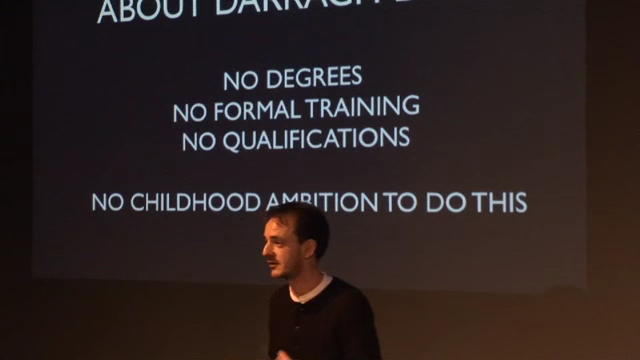 ABOUT DARRAGH
NO DEGREES
NO FORMAL TRAINING
NO QUALIFICATIONS
NO CHILDHOOD AMBITION TO DO THIS